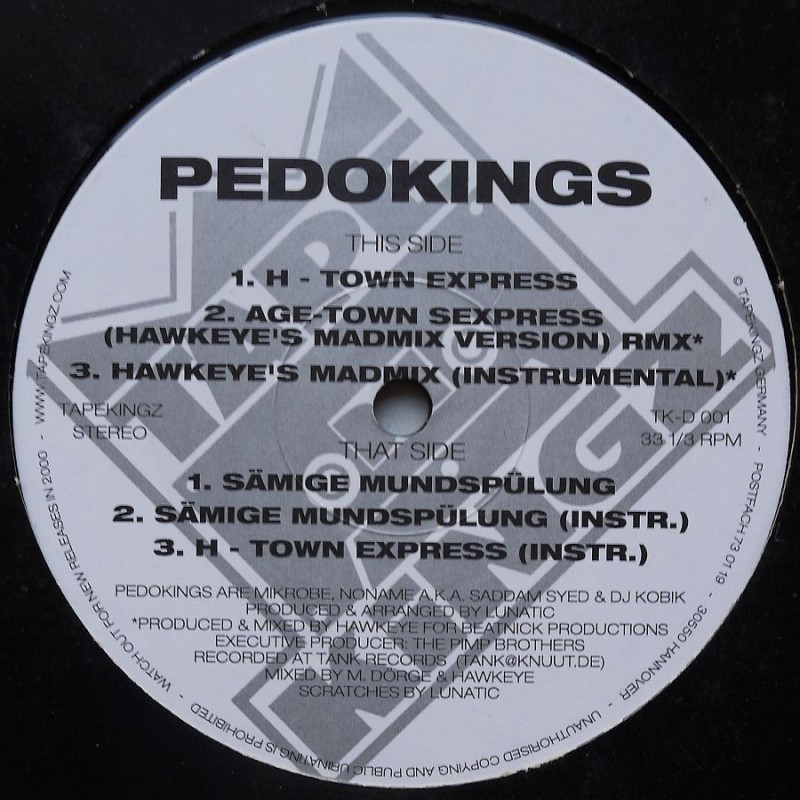 PEDOKINGS
THIS SIDE
1. H - TOWN EXPRESS
2. AGE-TOWN SEXPRESS
(HAWKEYE'S MADMIX VERSION) RMX*
3. HAWKEYE'S MADMIX (INSTRUMENTAL)*
TAPEKINGZ
STEREO
TK-D 001
33 1/3 RPM
THAT SIDE
1. SÄMIGE MUNDSPÜLUNG
2. SÄMIGE MUNDSPÜLUNG (INSTR.)
3. H - TOWN EXPRESS (INSTR.)
PEDOKINGS ARE MIKROBE, NONAME A.K.A. SADDAM SYED & DJ KOBIK
PRODUCED & ARRANGED BY LUNATIC
*PRODUCED & MIXED BY HAWKEYE FOR BEATNICK PRODUCTIONS
EXECUTIVE PRODUCER: THE PIMP BROTHERS
RECORDED AT TANK RECORDS (TANK@KNUUT.DE)
MIXED BY M. DÖRGE & HAWKEYE
SCRATCHES BY LUNATIC
© TAPEKINGZ GERMANY - POSTFACH 73 01 19 - 30550 HANNOVER - UNAUTHORISED COPYING AND PUBLIC URINATING IS PROHIBITED - WATCH OUT FOR NEW RELEASES IN 2000 - WWW.TAPEKINGZ.COM
TAPE
KINGZ